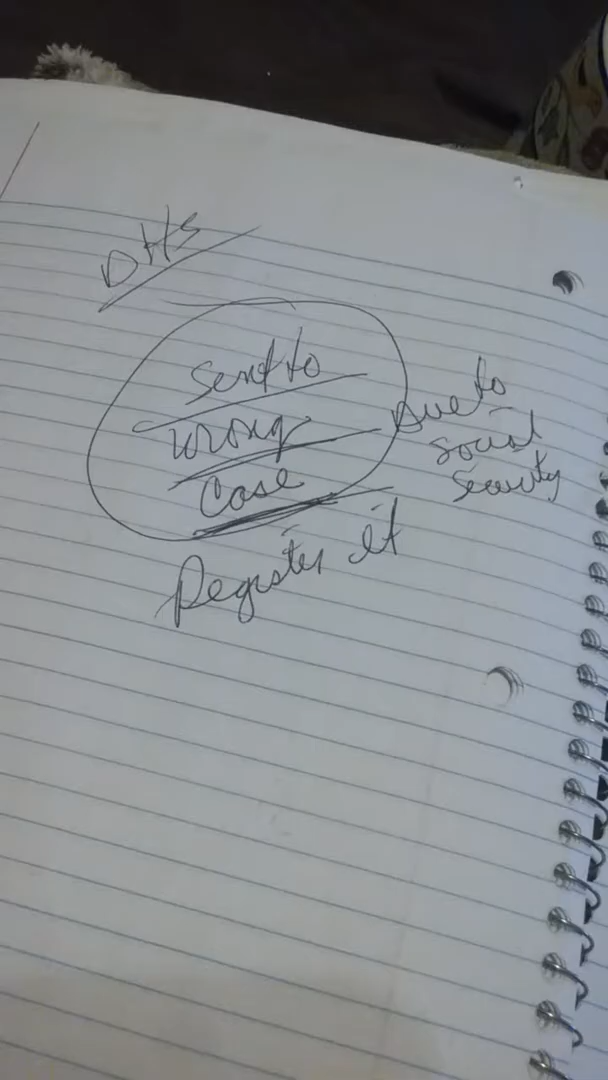 DHS
Sent to
Wrong
Case
Due to
Social
Security
Register it